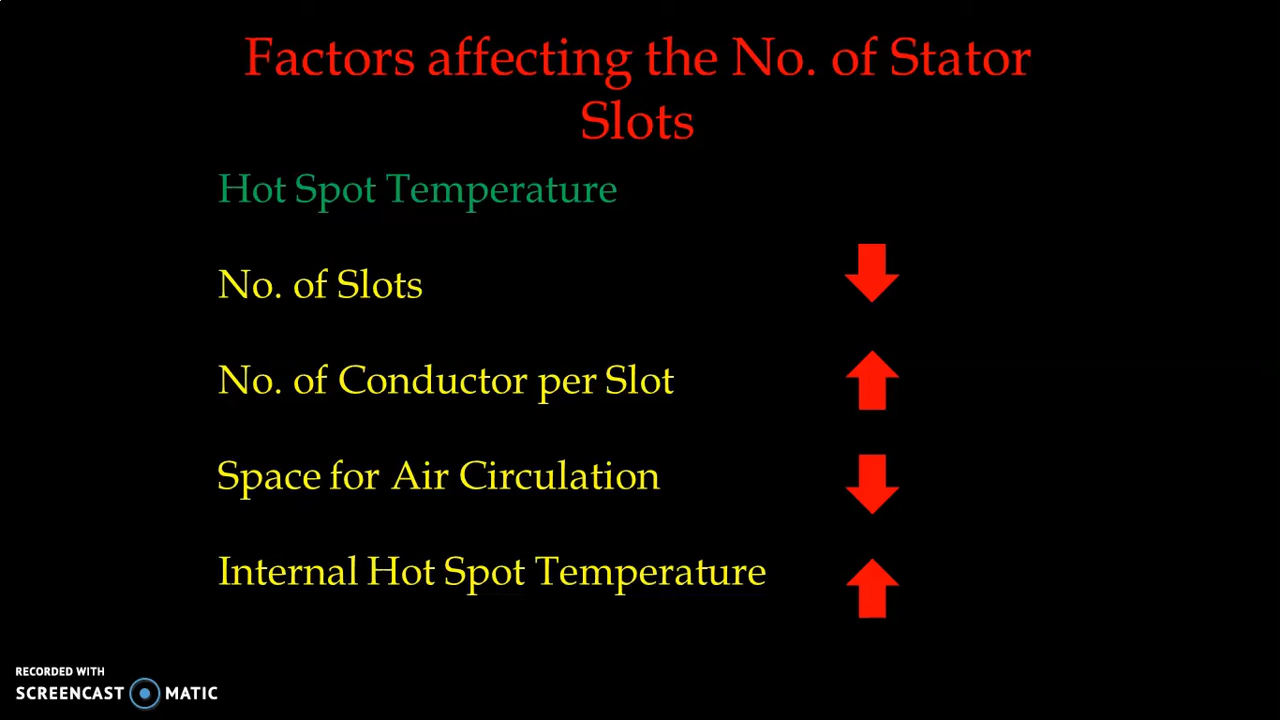 Factors affecting the No. of Stator
Slots
Hot Spot Temperature
No. of Slots
No. of Conductor per Slot
Space for Air Circulation
Internal Hot Spot Temperature
RECORDED WITH
SCREENCAST MATIC